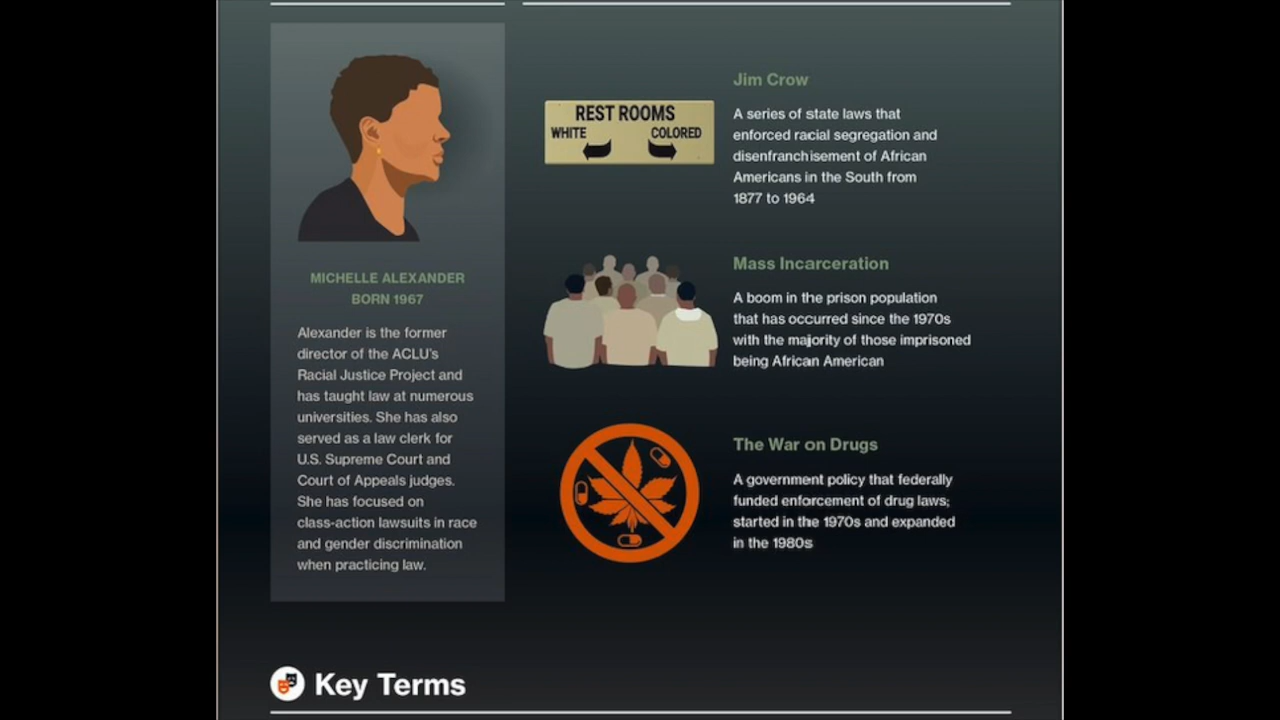 MICHELLE ALEXANDER
BORN 1967
Alexander is the former
director of the ACLU's
Racial Justice Project and
has taught law at numerous
universities. She has also
served as a law clerk for
U.S. Supreme Court and
Court of Appeals judges.
She has focused on
class-action lawsuits in race
and gender discrimination
when practicing law.
REST ROOMS
WHITE COLORED
Jim Crow
A series of state laws that
enforced racial segregation and
disenfranchisement of African
Americans in the South from
1877 to 1964
Mass Incarceration
A boom in the prison population
that has occurred since the 1970s
with the majority of those imprisoned
being African American
The War on Drugs
A government policy that federally
funded enforcement of drug laws;
started in the 1970s and expanded
in the 1980s
Key Terms